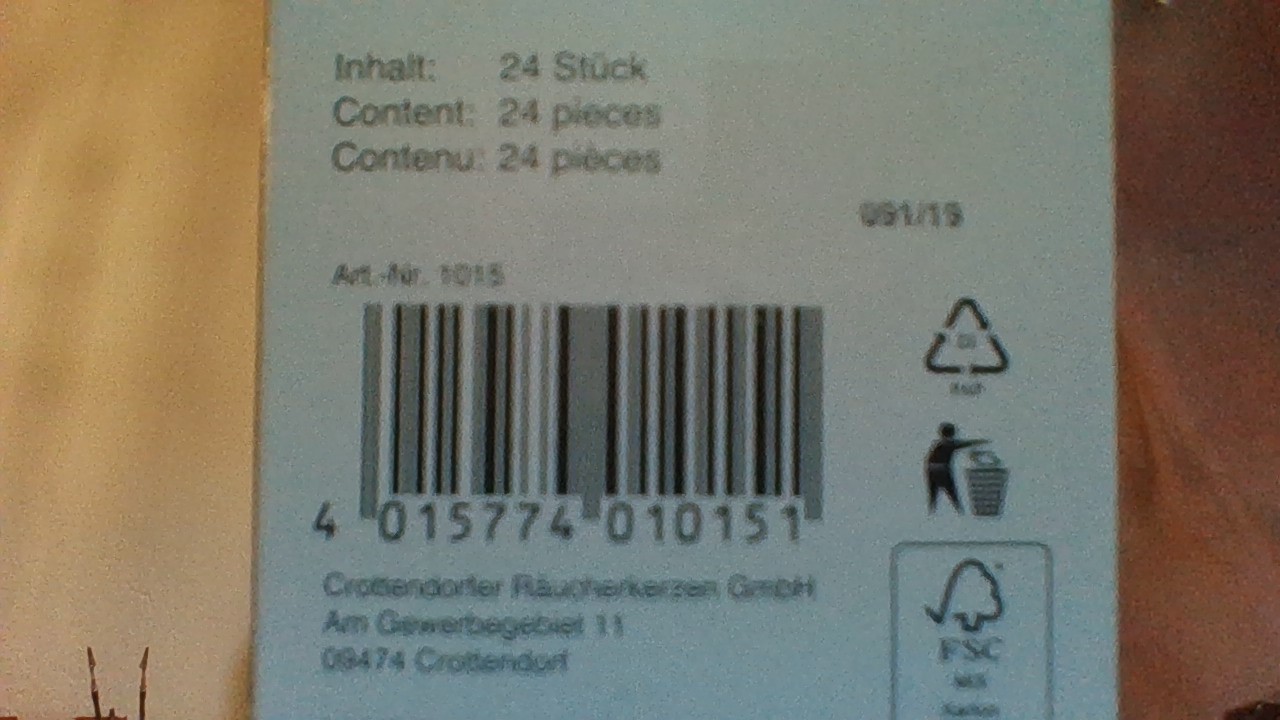 Inhalt: 24 Stück
Content: 24 pieces
Contenu: 24 pièces
091/19
Art.-Nr. 1015
4 015774 010151
Crottendorfer Räucherkerzen GmbH
Am Gewerbegebiet 11
09474 Crottendorf
FSC